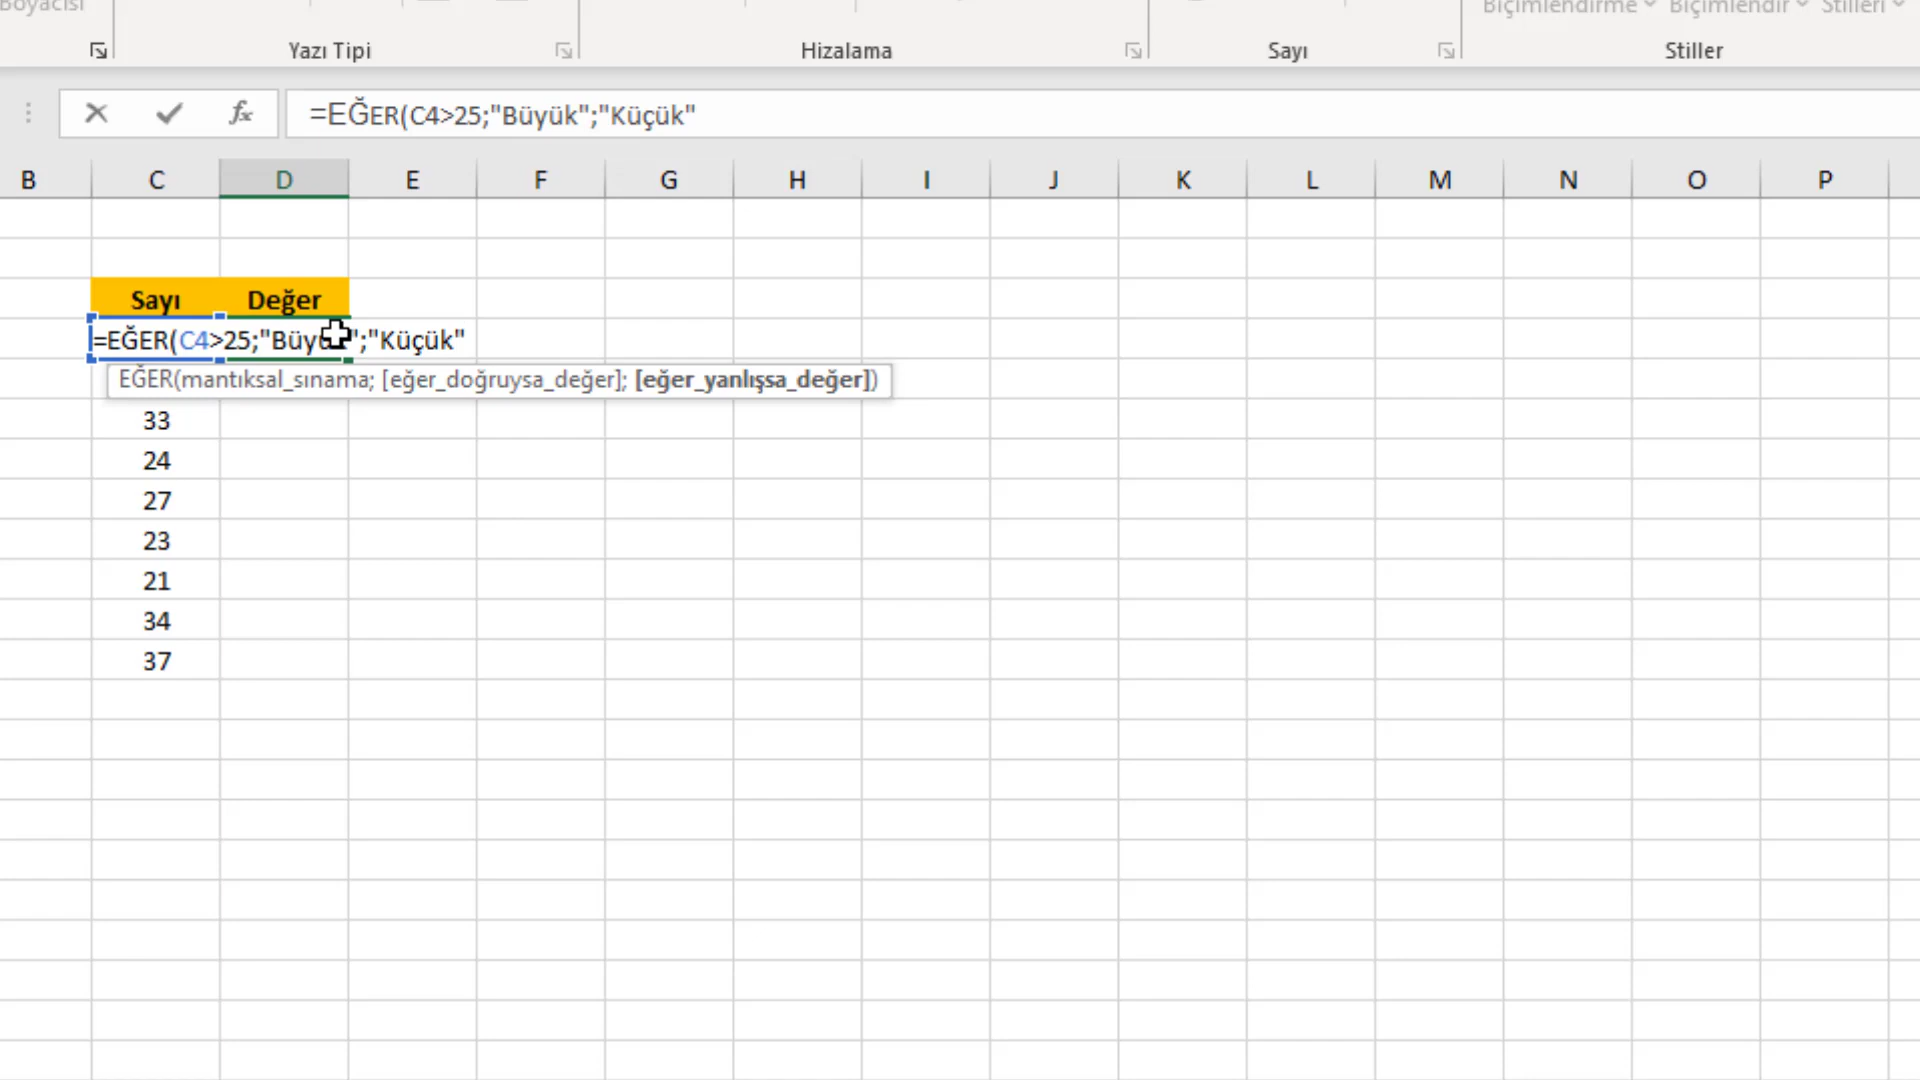 Boyacısı
Biçimlendirme Biçimlendir Stilleri
Yazı Tipi Hizalama Sayı Stiller
fx =EĞER(C4>25;"Büyük";"Küçük"
B C D E F G H I J K L M N O P
Sayı Değer
=EĞER(C4>25;"Büyük";"Küçük"
EĞER(mantıksal_sınama; [eğer_doğruysa_değer]; [eğer_yanlışsa_değer])
33
24
27
23
21
34
37